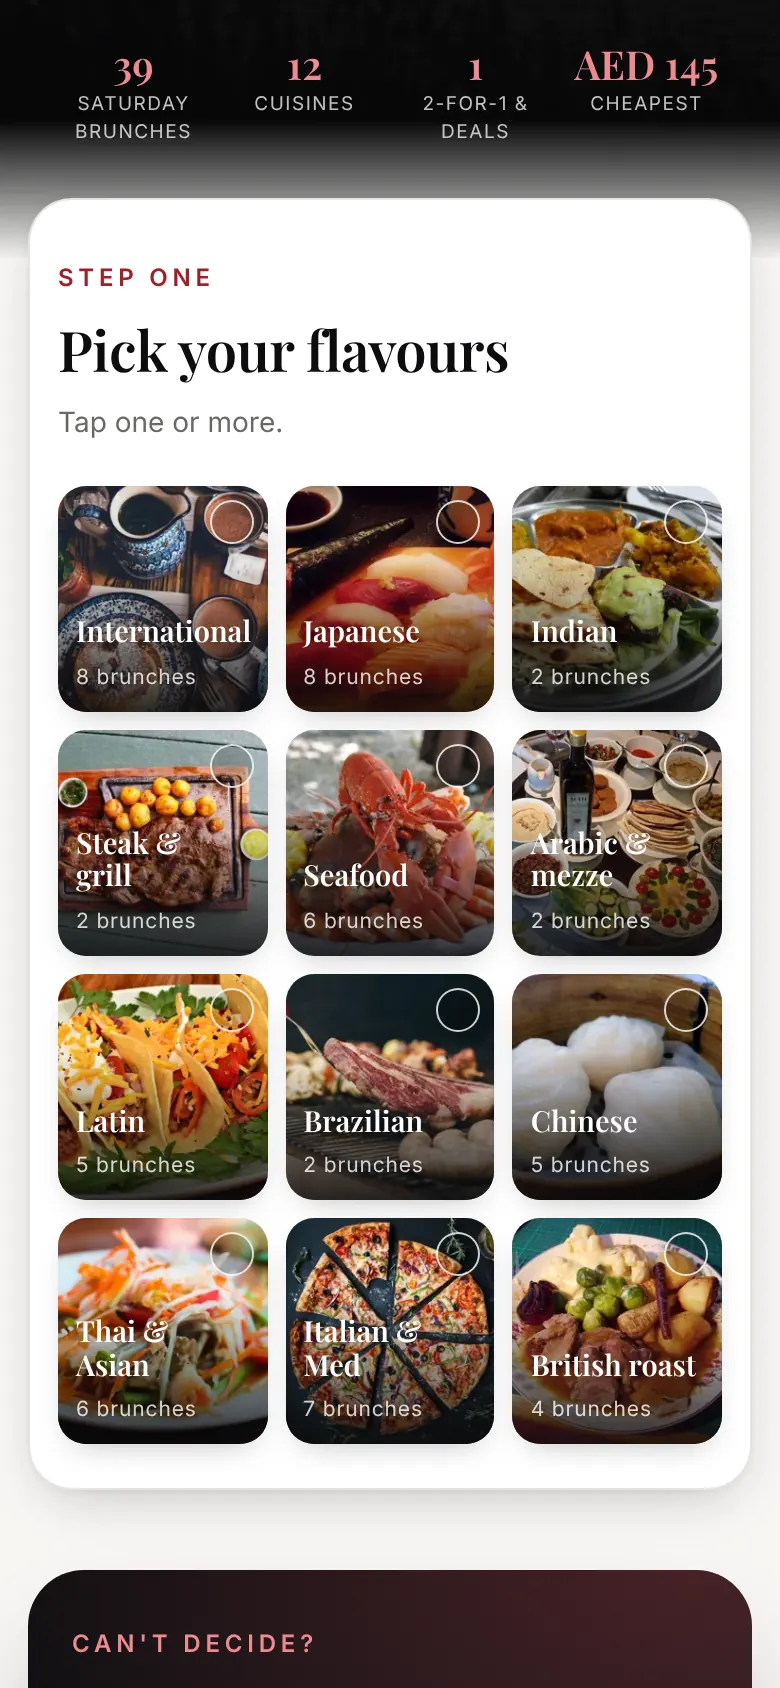 39
SATURDAY
BRUNCHES
12
CUISINES
1
2-FOR-1 &
DEALS
AED 145
CHEAPEST
STEP ONE
Pick your flavours
Tap one or more.
International
8 brunches
Japanese
8 brunches
Indian
2 brunches
Steak &
grill
2 brunches
Seafood
6 brunches
Arabic &
mezze
2 brunches
Latin
5 brunches
Brazilian
2 brunches
Chinese
5 brunches
Thai &
Asian
6 brunches
Italian &
Med
7 brunches
British roast
4 brunches
CAN'T DECIDE?